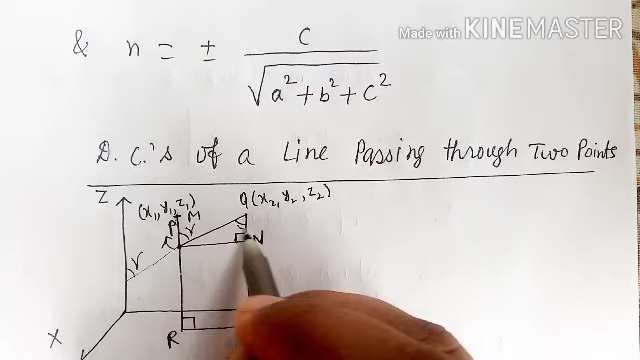 Made with KINEMASTER
& n = ± c / √(a² + b² + c²)
D.C.'s of a Line Passing through Two Points
Z (x₁, y₁, z₁) M Q(x₂, y₂, z₂)
P γ
γ N
X R